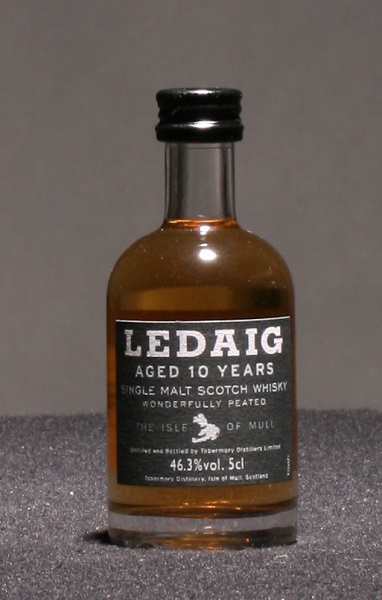 LEDAIG
AGED 10 YEARS
SINGLE MALT SCOTCH WHISKY
WONDERFULLY PEATED
THE ISLE OF MULL
Distilled and Bottled by Tobermory Distillers Limited
46.3%vol. 5cl
Tobermory Distillery, Isle of Mull, Scotland